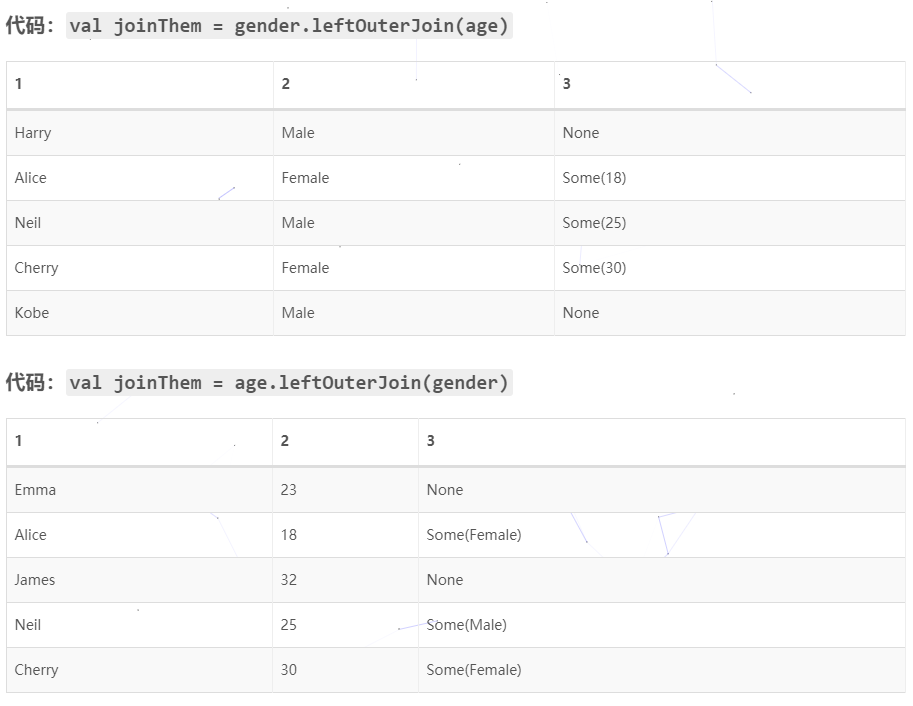 代码：val joinThem = gender.leftOuterJoin(age)
1 2 3
Harry Male None
Alice Female Some(18)
Neil Male Some(25)
Cherry Female Some(30)
Kobe Male None
代码：val joinThem = age.leftOuterJoin(gender)
1 2 3
Emma 23 None
Alice 18 Some(Female)
James 32 None
Neil 25 Some(Male)
Cherry 30 Some(Female)